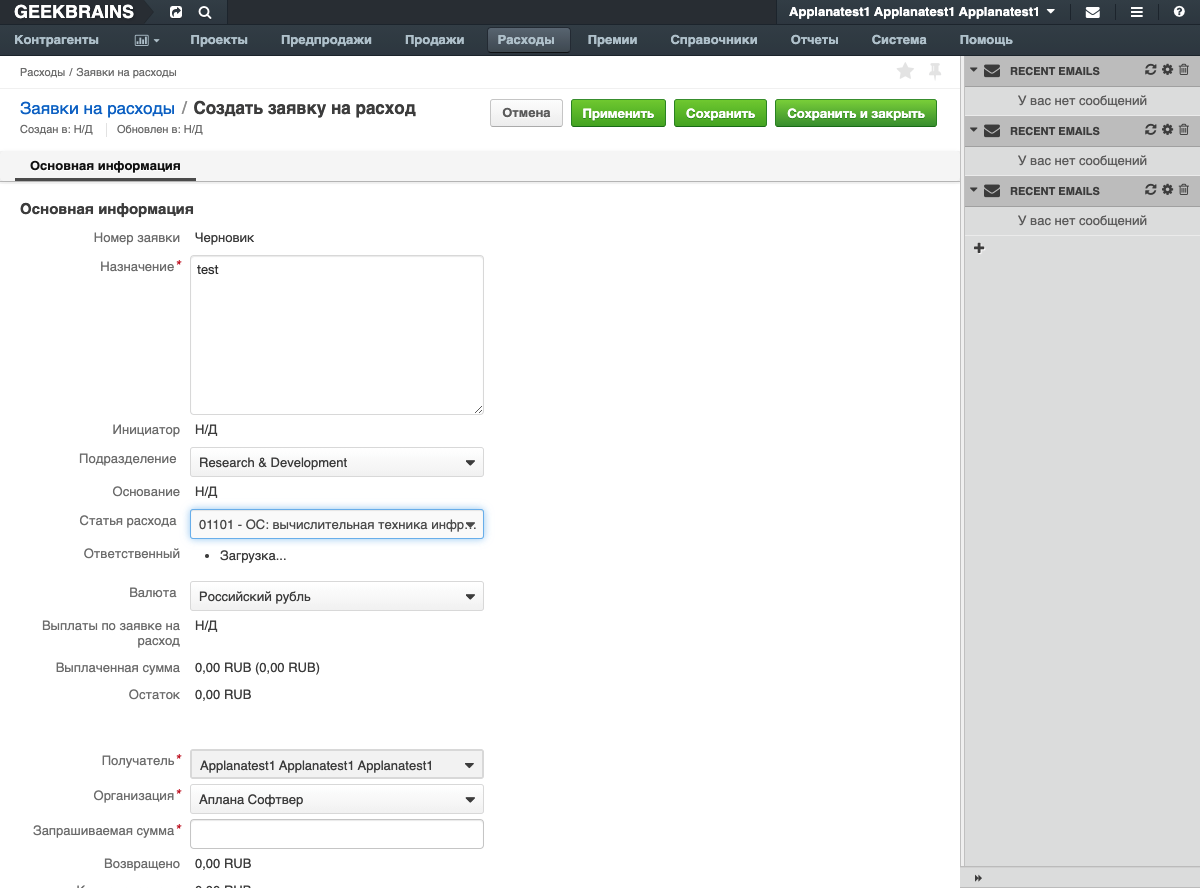 GEEKBRAINS
Applanatest1 Applanatest1 Applanatest1
Контрагенты Проекты Предпродажи Продажи Расходы Премии Справочники Отчеты Система Помощь
Расходы / Заявки на расходы
Заявки на расходы / Создать заявку на расход
Создан в: Н/Д Обновлен в: Н/Д
Отмена Применить Сохранить Сохранить и закрыть
Основная информация
Основная информация
Номер заявки Черновик
Назначение* test
Инициатор Н/Д
Подразделение Research & Development
Основание Н/Д
Статья расхода 01101 - ОС: вычислительная техника инфр...
Ответственный • Загрузка...
Валюта Российский рубль
Выплаты по заявке на Н/Д
расход
Выплаченная сумма 0,00 RUB (0,00 RUB)
Остаток 0,00 RUB
Получатель* Applanatest1 Applanatest1 Applanatest1
Организация* Аплана Софтвер
Запрашиваемая сумма*
Возвращено 0,00 RUB
0,00 RUB
RECENT EMAILS
У вас нет сообщений
RECENT EMAILS
У вас нет сообщений
RECENT EMAILS
У вас нет сообщений